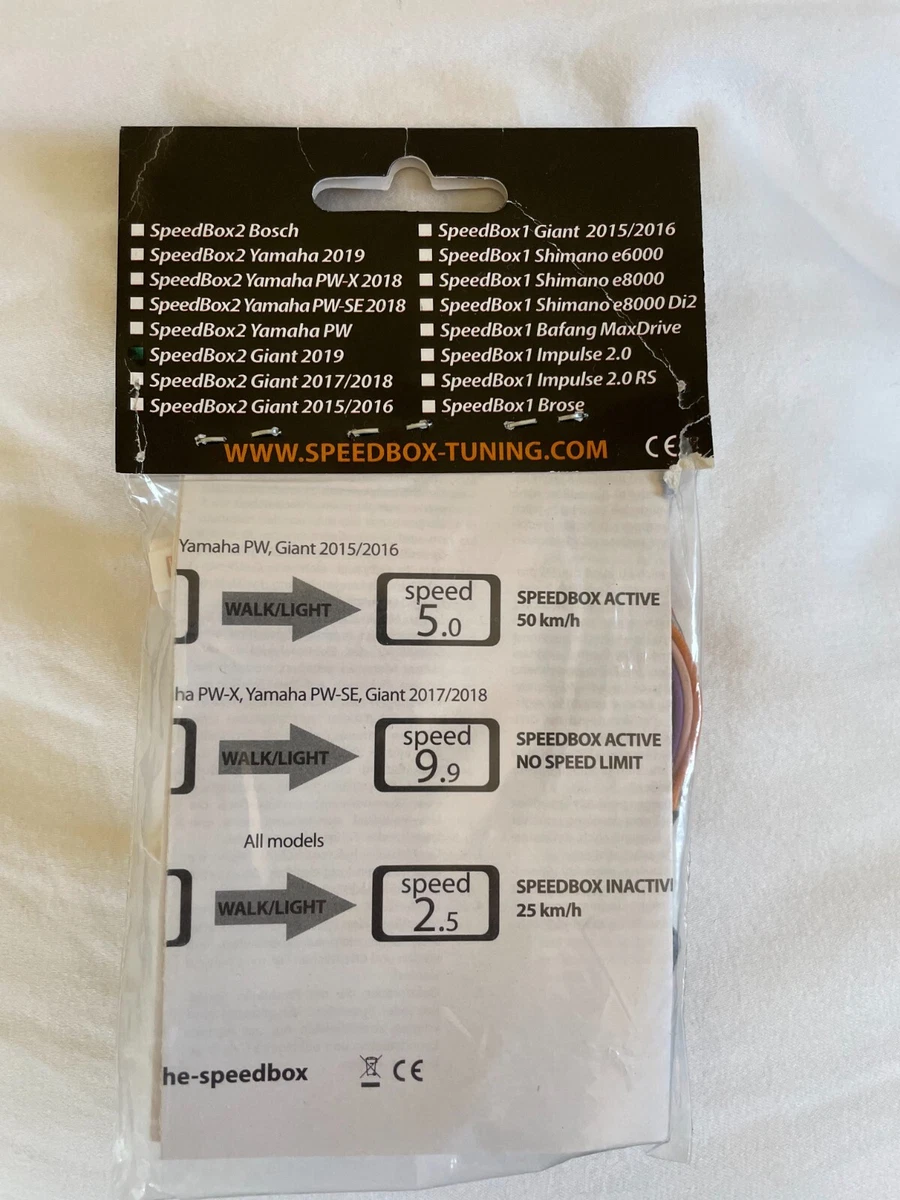 SpeedBox2 Bosch
SpeedBox2 Yamaha 2019
SpeedBox2 Yamaha PW-X 2018
SpeedBox2 Yamaha PW-SE 2018
SpeedBox2 Yamaha PW
SpeedBox2 Giant 2019
SpeedBox2 Giant 2017/2018
SpeedBox2 Giant 2015/2016
SpeedBox1 Giant 2015/2016
SpeedBox1 Shimano e6000
SpeedBox1 Shimano e8000
SpeedBox1 Shimano e8000 Di2
SpeedBox1 Bafang MaxDrive
SpeedBox1 Impulse 2.0
SpeedBox1 Impulse 2.0 RS
SpeedBox1 Brose
WWW.SPEEDBOX-TUNING.COM
CE
Yamaha PW, Giant 2015/2016
WALK/LIGHT
speed
5.0
SPEEDBOX ACTIVE
50 km/h
ha PW-X, Yamaha PW-SE, Giant 2017/2018
WALK/LIGHT
speed
9.9
SPEEDBOX ACTIVE
NO SPEED LIMIT
All models
WALK/LIGHT
speed
2.5
SPEEDBOX INACTIV
25 km/h
he-speedbox
CE